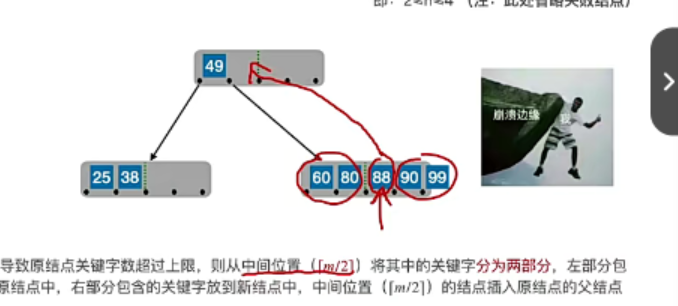 即：2≤n≤4 （注：此处省略失败结点）
49
崩溃边缘
我
25 38
60 80 88 90 99
导致原结点关键字数超过上限，则从中间位置（⌈m/2⌉）将其中的关键字分为两部分，左部分包
原结点中，右部分包含的关键字放到新结点中，中间位置（⌈m/2⌉）的结点插入原结点的父结点